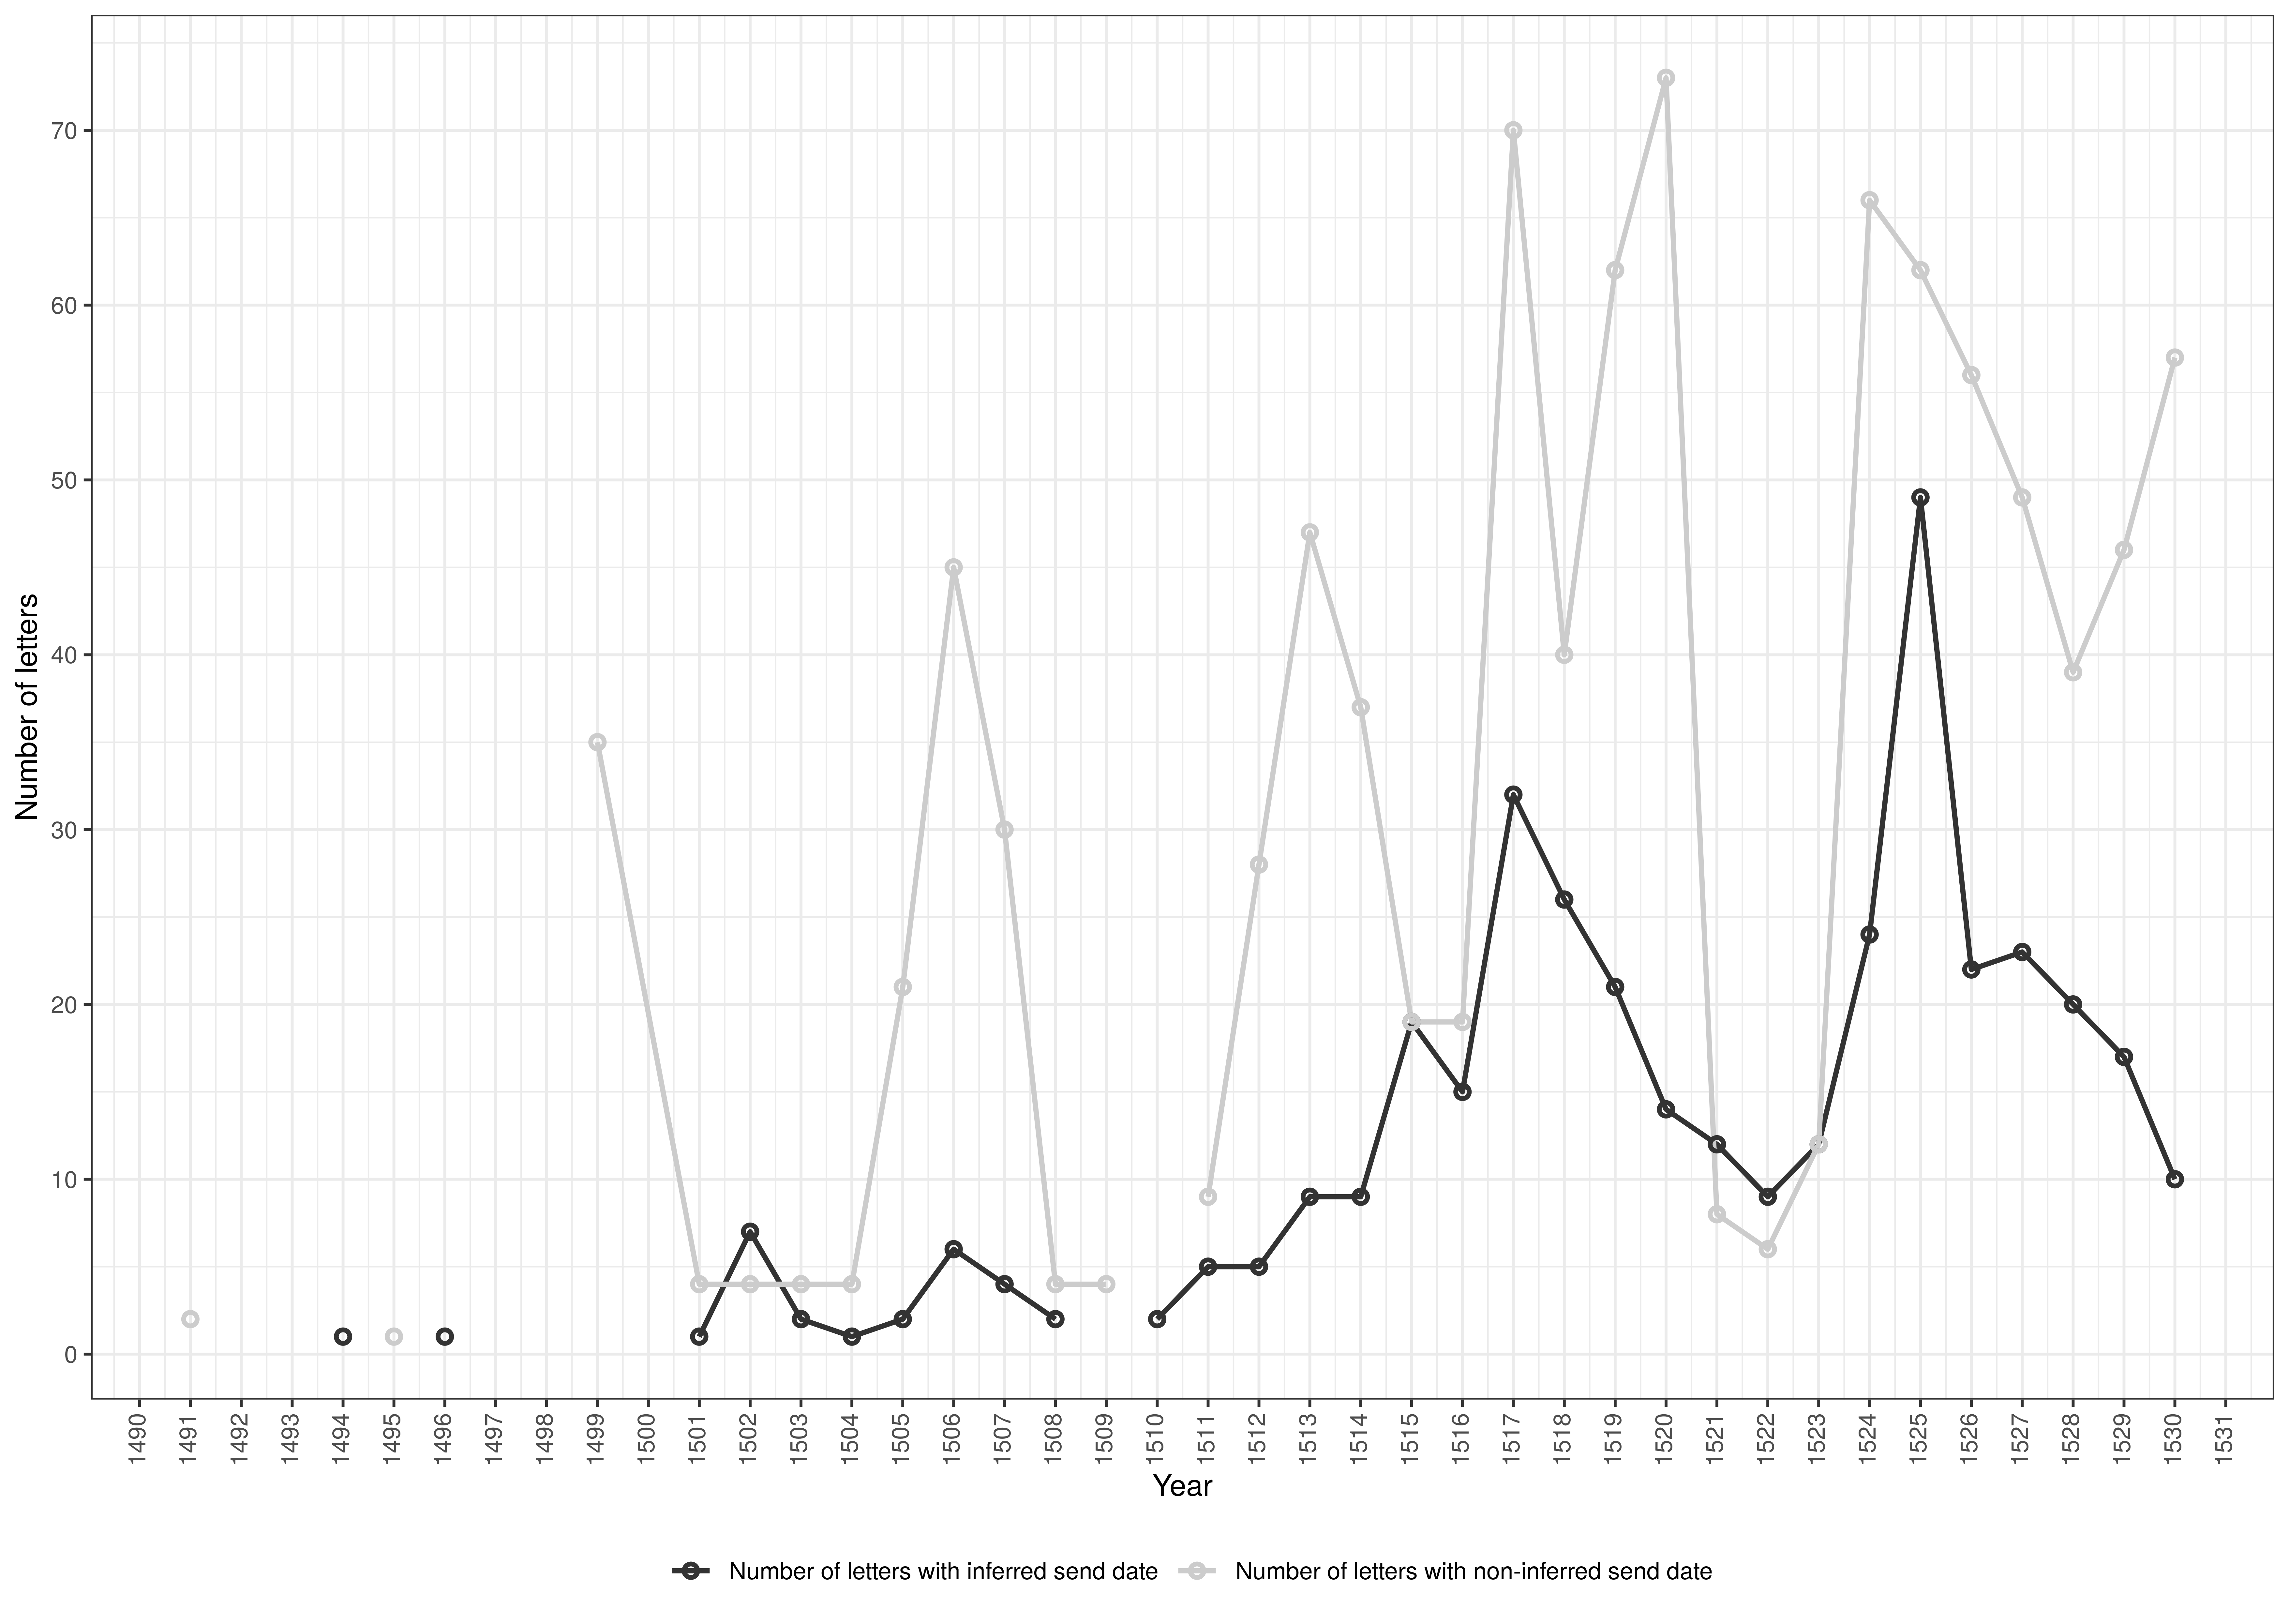 Number of letters
70
60
50
40
30
20
10
0
1490 1491 1492 1493 1494 1495 1496 1497 1498 1499 1500 1501 1502 1503 1504 1505 1506 1507 1508 1509 1510 1511 1512 1513 1514 1515 1516 1517 1518 1519 1520 1521 1522 1523 1524 1525 1526 1527 1528 1529 1530 1531
Year
Number of letters with inferred send date Number of letters with non-inferred send date